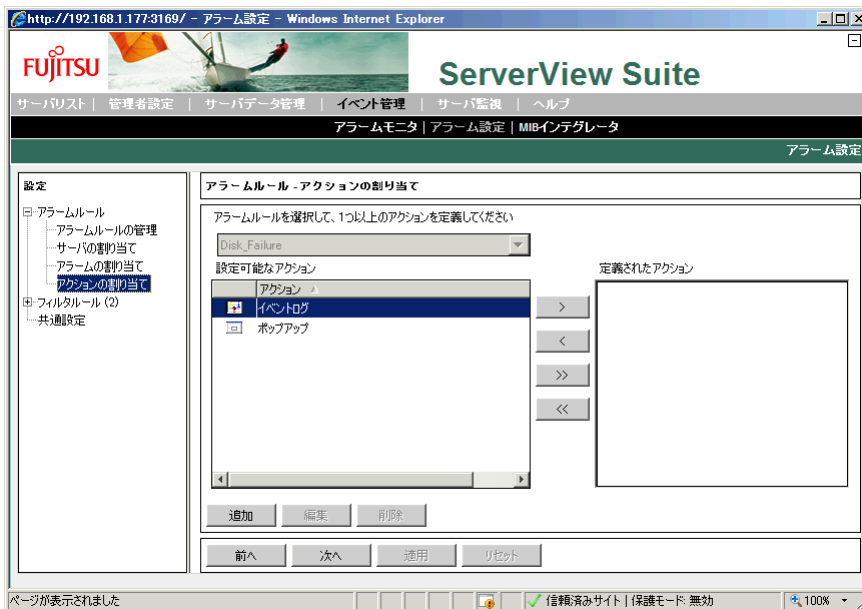 http://192.168.1.177:3169/ - アラーム設定 - Windows Internet Explorer
FUJITSU
ServerView Suite
サーバリスト | 管理者設定 | サーバデータ管理 | イベント管理 | サーバ監視 | ヘルプ
アラームモニタ | アラーム設定 | MIBインテグレータ
アラーム設定
設定
アラームルール
アラームルールの管理
サーバの割り当て
アラームの割り当て
アクションの割り当て
フィルタルール (2)
共通設定
アラームルール - アクションの割り当て
アラームルールを選択して、1つ以上のアクションを定義してください
Disk_Failure
設定可能なアクション
アクション
イベントログ
ポップアップ
>
<
>>
<<
定義されたアクション
追加 編集 削除
前へ 次へ 適用 リセット
ページが表示されました
信頼済みサイト | 保護モード: 無効
100%